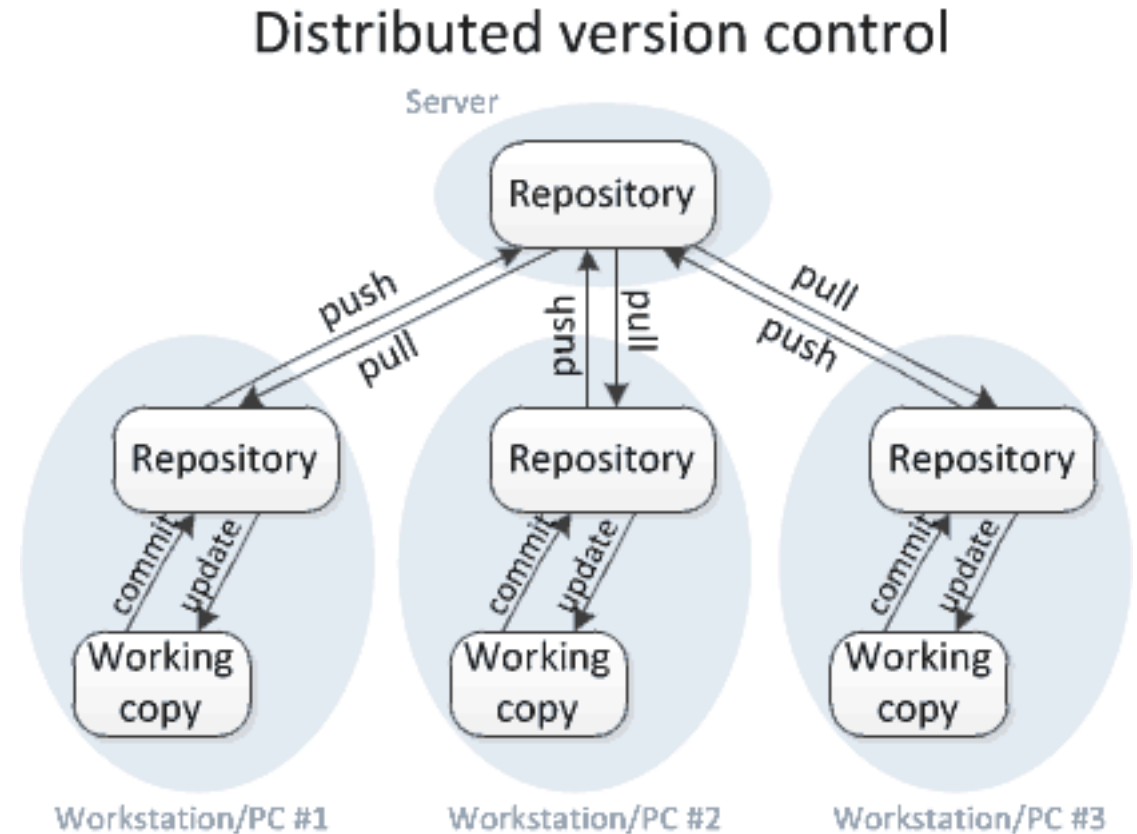 Distributed version control
Server
Repository
push
pull
push
pull
pull
push
Repository
Repository
Repository
commit
update
commit
update
commit
update
Working
copy
Working
copy
Working
copy
Workstation/PC #1
Workstation/PC #2
Workstation/PC #3